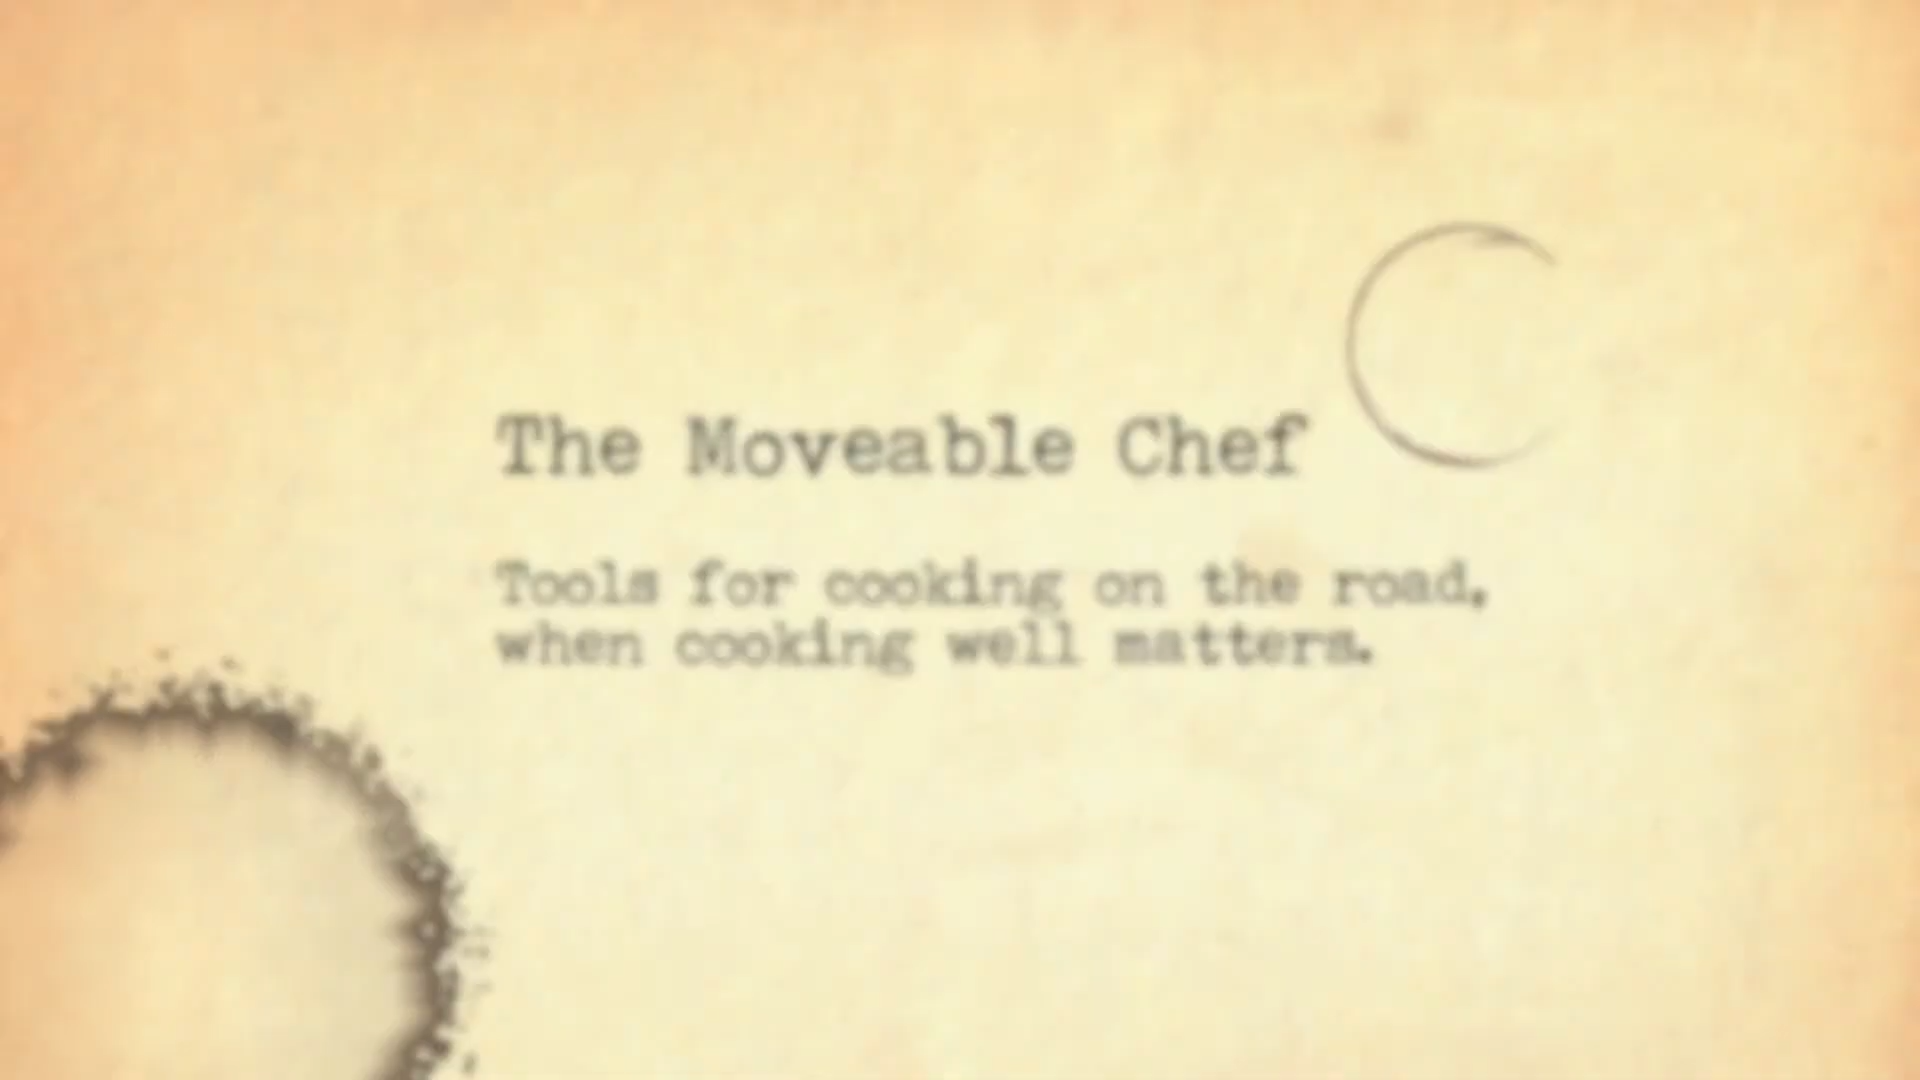 The Moveable Chef
Tools for cooking on the road,
when cooking well matters.